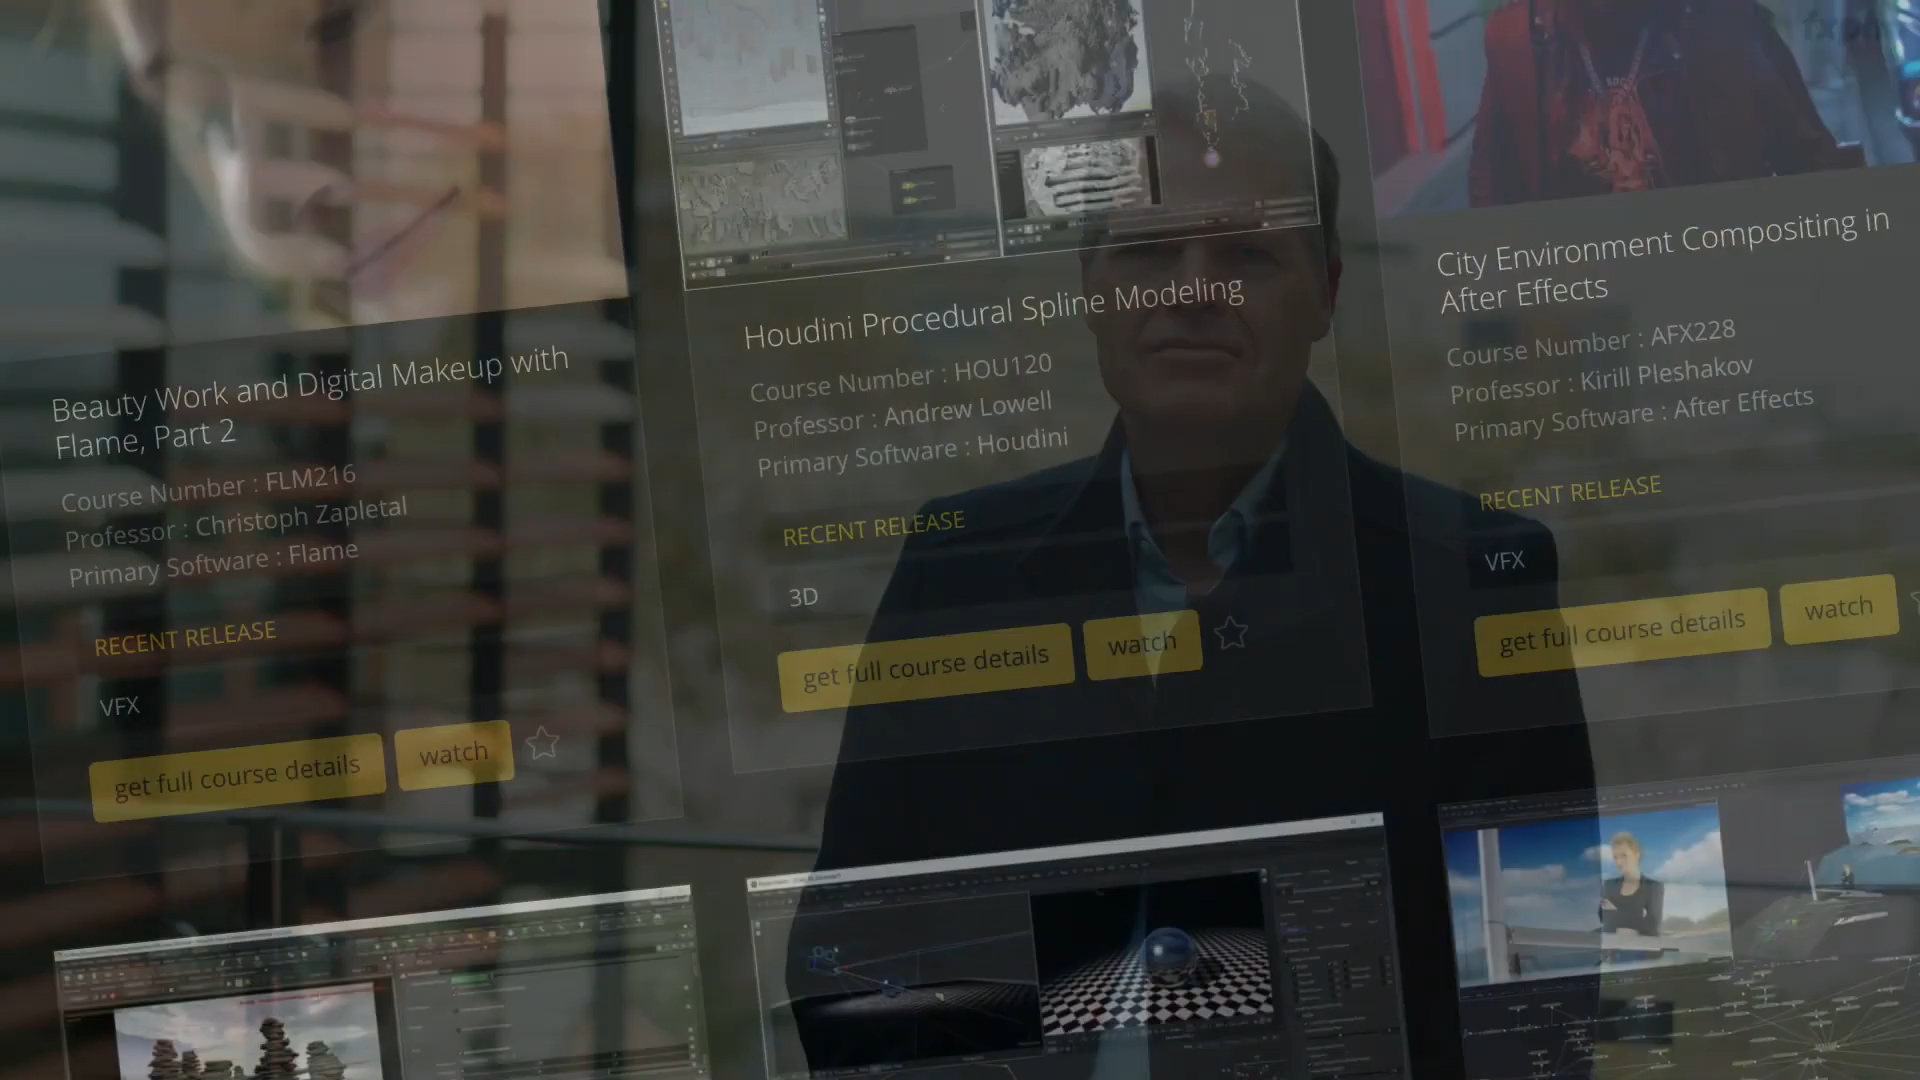 Beauty Work and Digital Makeup with
Flame, Part 2
Course Number : FLM216
Professor : Christoph Zapletal
Primary Software : Flame
RECENT RELEASE
VFX
get full course details
watch
Houdini Procedural Spline Modeling
Course Number : HOU120
Professor : Andrew Lowell
Primary Software : Houdini
RECENT RELEASE
3D
get full course details
watch
City Environment Compositing in
After Effects
Course Number : AFX228
Professor : Kirill Pleshakov
Primary Software : After Effects
RECENT RELEASE
VFX
get full course details
watch